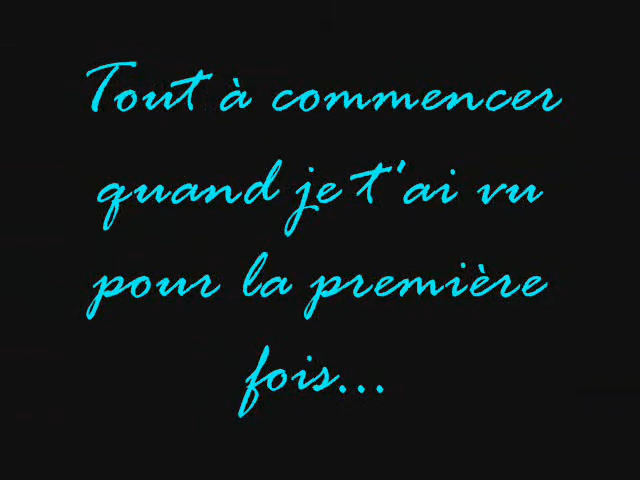 Tout à commencer
quand je t'ai vu
pour la première
fois...